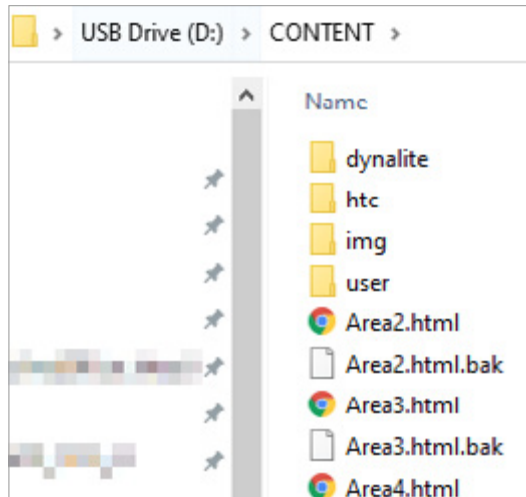 USB Drive (D:) > CONTENT >
Name
dynalite
htc
img
user
Area2.html
Area2.html.bak
Area3.html
Area3.html.bak
Area4.html